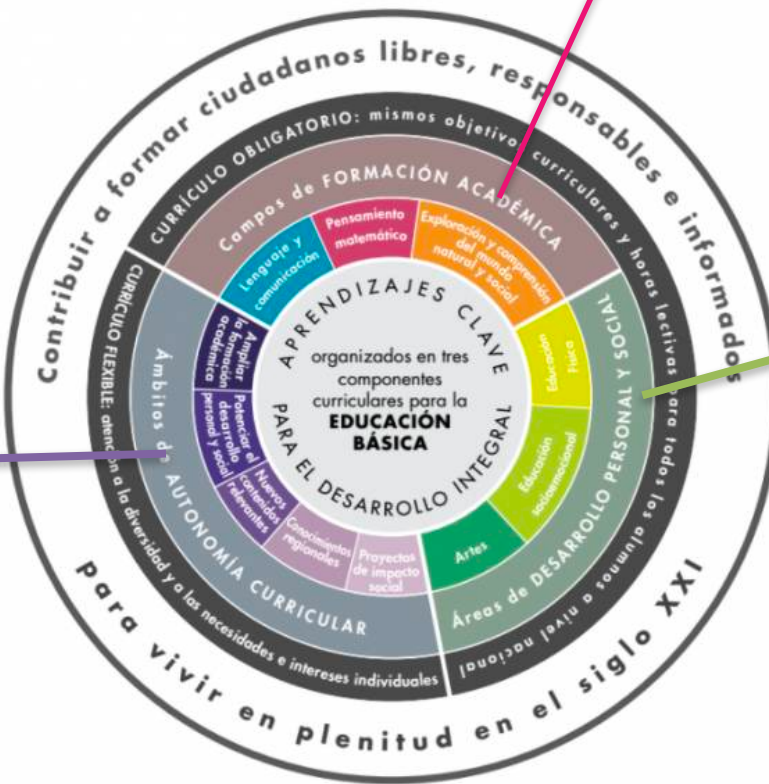 Contribuir a formar ciudadanos libres, responsables e informados
para vivir en plenitud en el siglo XXI
CURRÍCULO OBLIGATORIO: mismos objetivos curriculares y horas lectivas para todos los alumnos a nivel nacional
CURRÍCULO FLEXIBLE: atención a la diversidad y a las necesidades e intereses individuales
Campos de FORMACIÓN ACADÉMICA
Lenguaje y
comunicación
Pensamiento
matemático
Exploración y comprensión
del mundo
natural y social
Áreas de DESARROLLO PERSONAL Y SOCIAL
Educación
Física
Educación
socioemocional
Artes
Ámbitos de AUTONOMÍA CURRICULAR
Ampliar
la formación
académica
Potenciar el
desarrollo
personal y social
Nuevos
contenidos
relevantes
Conocimientos
regionales
Proyectos
de impacto
social
APRENDIZAJES CLAVE
organizados en tres
componentes
curriculares para la
EDUCACIÓN
BÁSICA
PARA EL DESARROLLO INTEGRAL